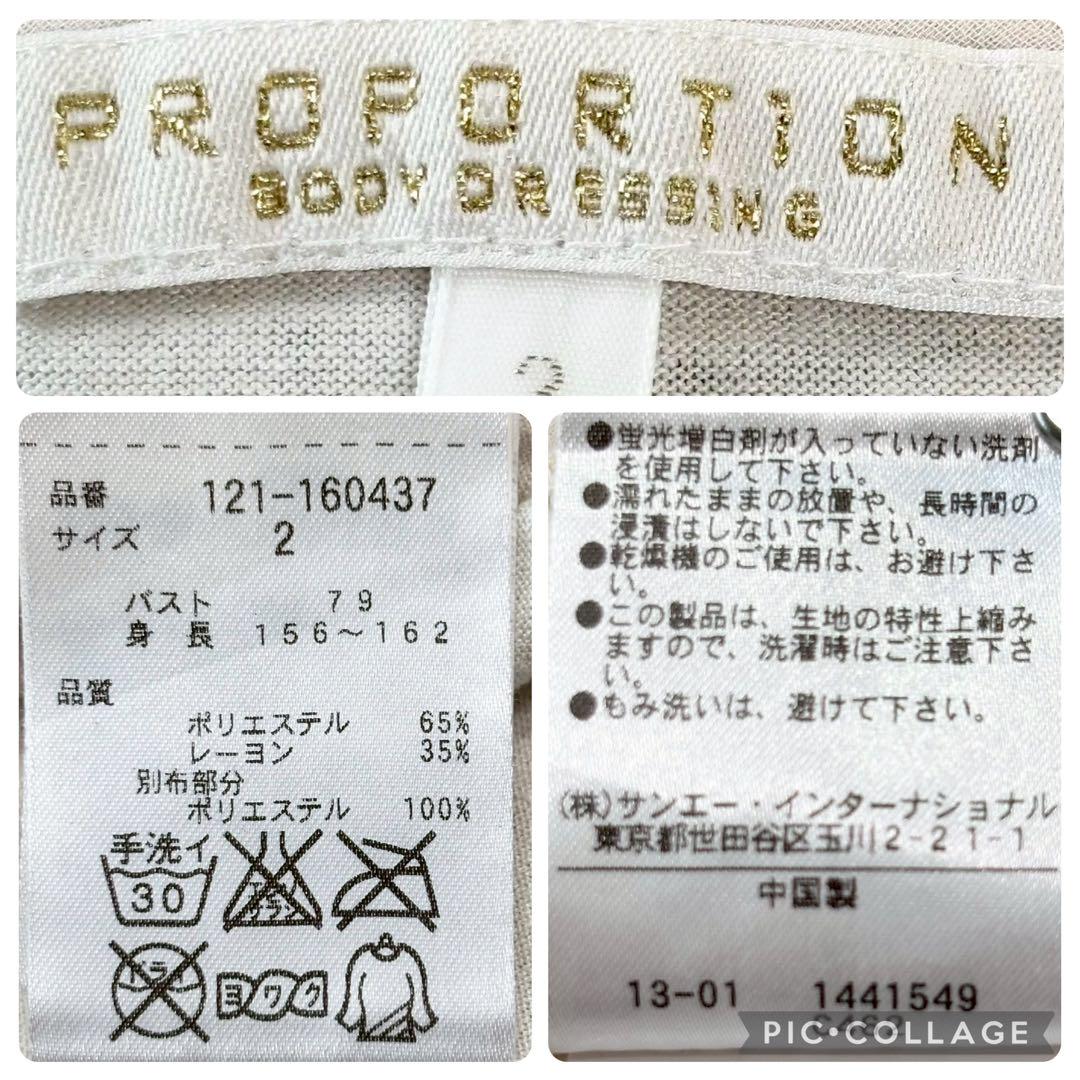 PROPORTION
BODY DRESSING
2
品番 121-160437
サイズ 2
バスト 79
身長 156～162
品質
ポリエステル 65%
レーヨン 35%
別布部分
ポリエステル 100%
手洗イ
30
エンソサラシ
ドライ
ヨワク
●蛍光増白剤が入っていない洗剤
を使用して下さい。
●濡れたままの放置や、長時間の
浸漬はしないで下さい。
●乾燥機のご使用は、お避け下さ
い。
●この製品は、生地の特性上縮み
ますので、洗濯時はご注意下さ
い。
●もみ洗いは、避けて下さい。
(株)サンエー・インターナショナル
東京都世田谷区玉川2-21-1
中国製
13-01 1441549
PIC•COLLAGE